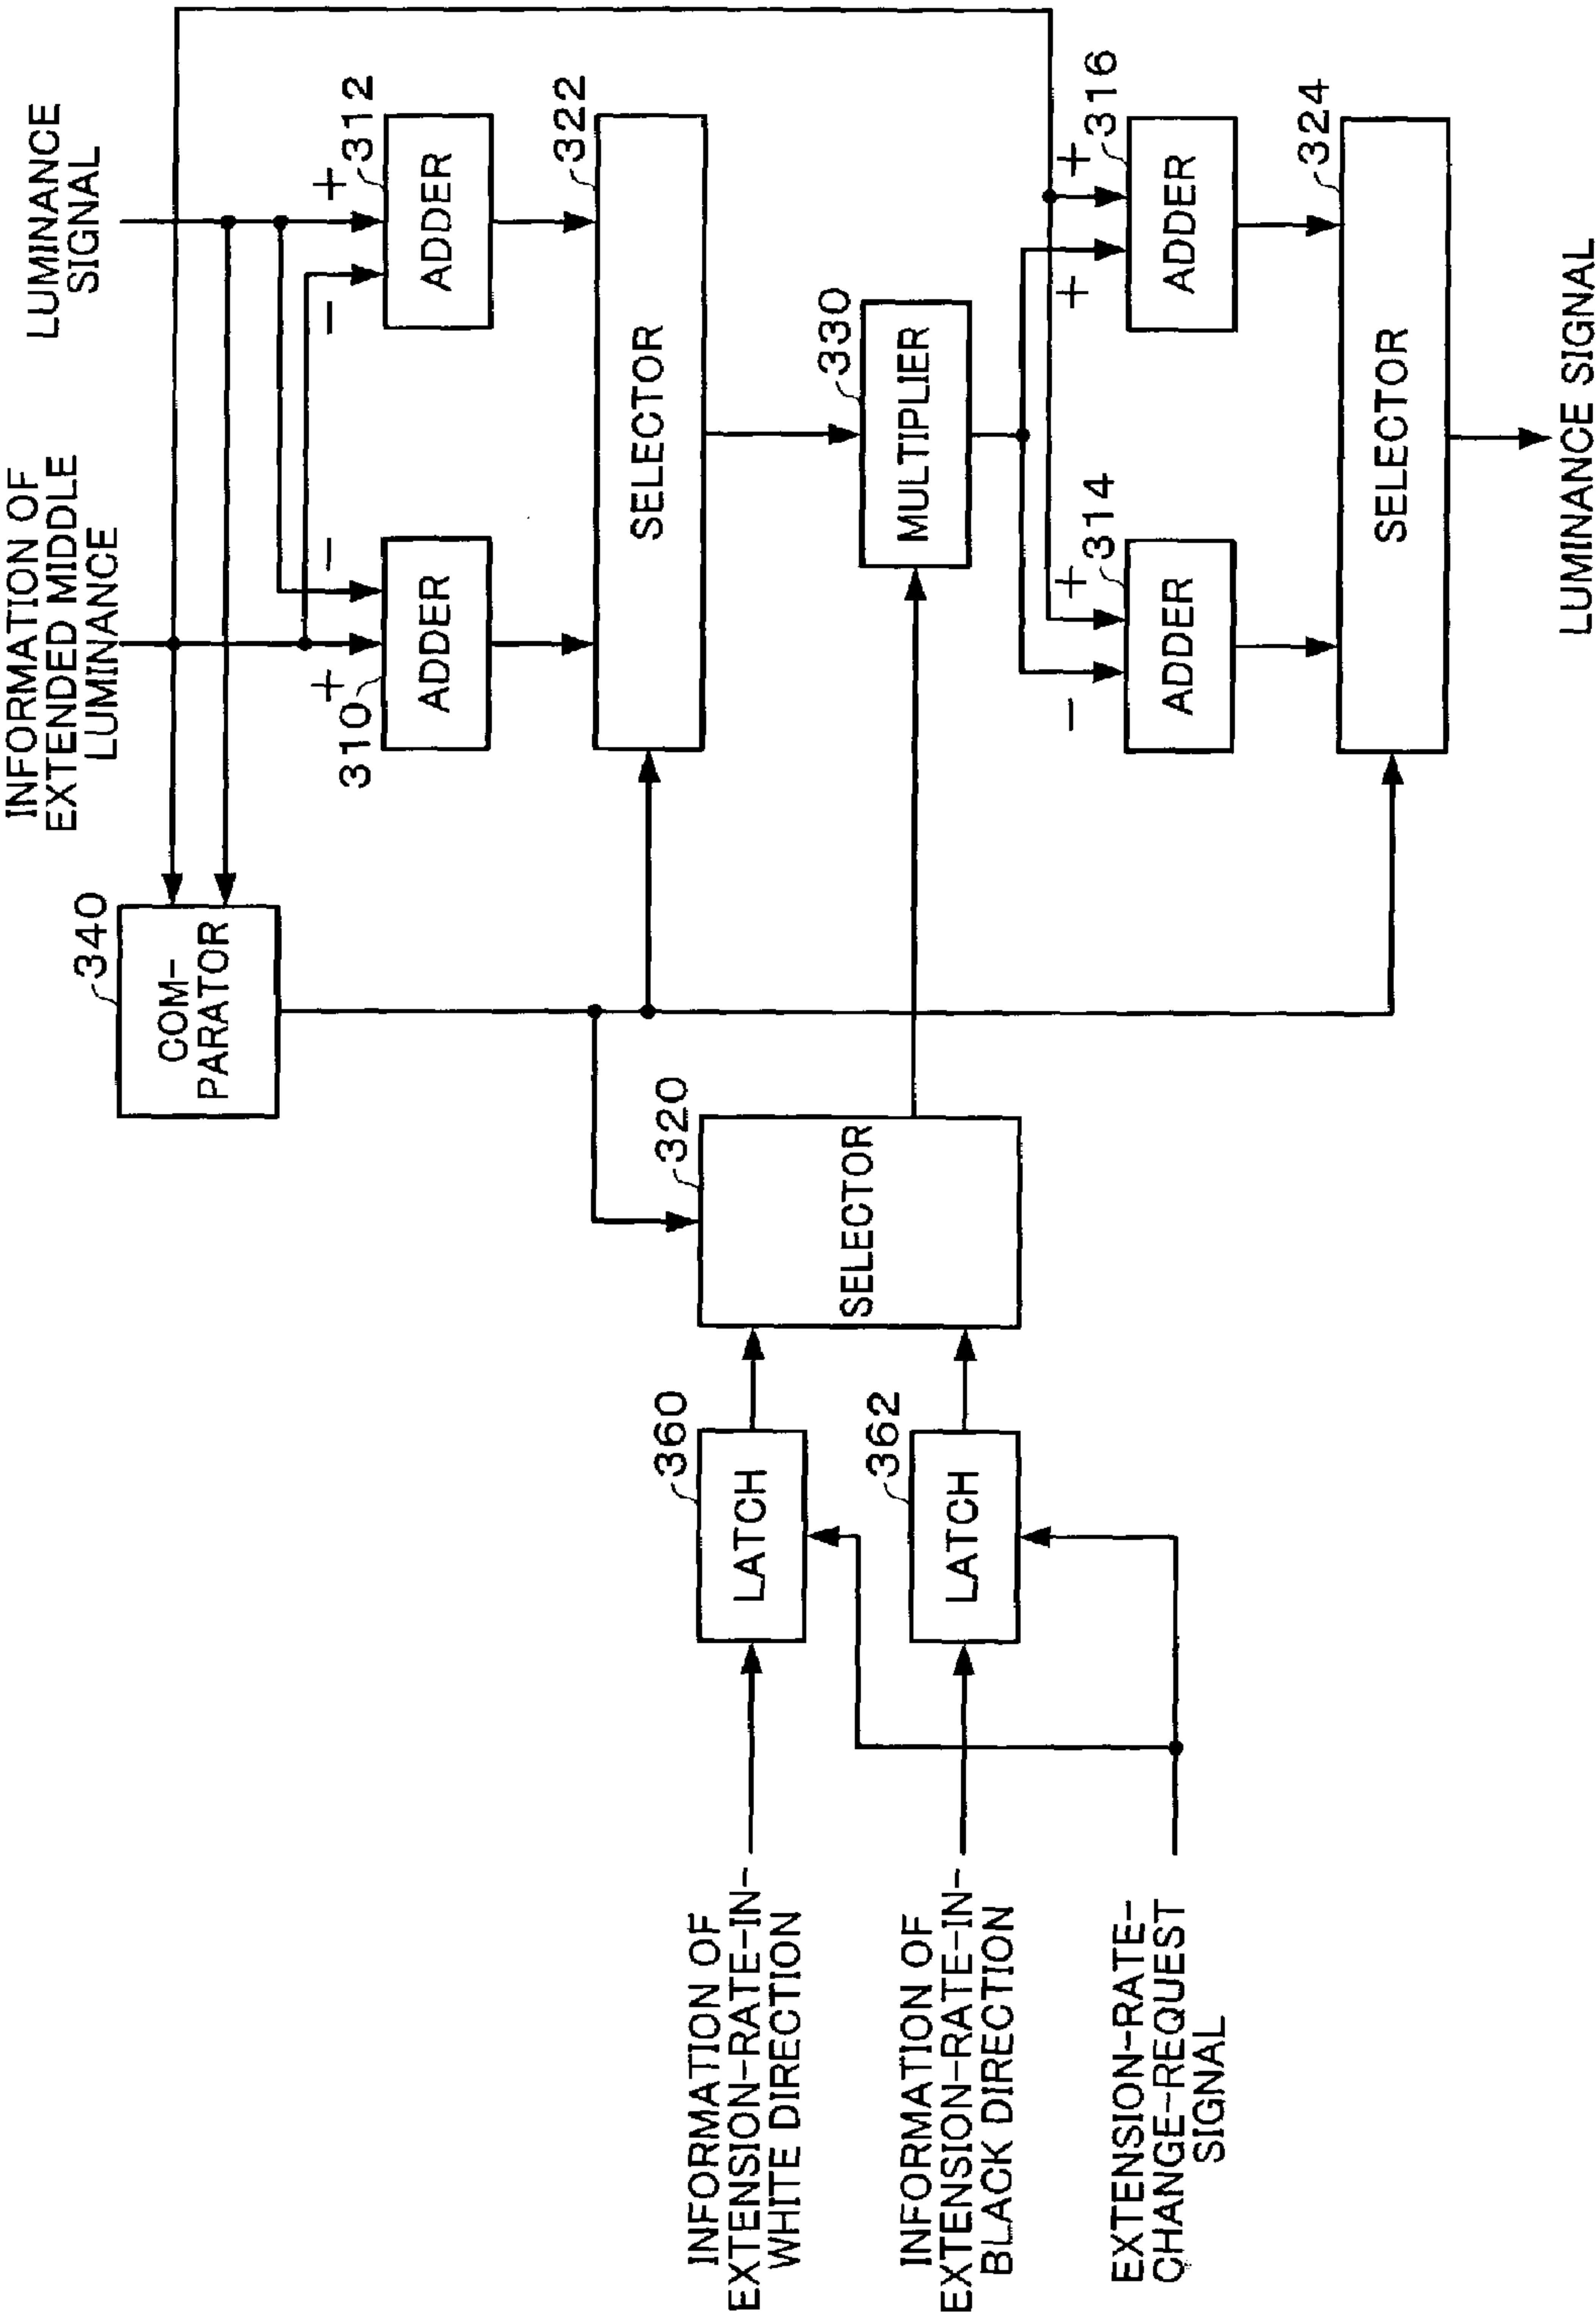 INFORMATION OF
EXTENDED MIDDLE
LUMINANCE
LUMINANCE
SIGNAL
340
COM-
PARATOR
310
+
-
ADDER
-
+
312
ADDER
322
SELECTOR
320
SELECTOR
330
MULTIPLIER
360
LATCH
362
LATCH
314
-
+
ADDER
+
+
316
ADDER
324
SELECTOR
INFORMATION OF
EXTENSION-RATE-IN-
WHITE DIRECTION
INFORMATION OF
EXTENSION-RATE-IN-
BLACK DIRECTION
EXTENSION-RATE-
CHANGE-REQUEST
SIGNAL
LUMINANCE SIGNAL